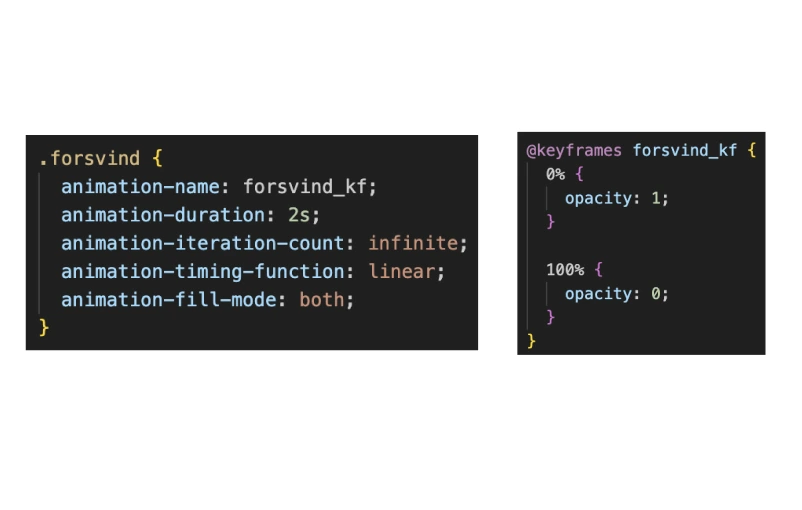 .forsvind {
animation-name: forsvind_kf;
animation-duration: 2s;
animation-iteration-count: infinite;
animation-timing-function: linear;
animation-fill-mode: both;
}
@keyframes forsvind_kf {
0% {
opacity: 1;
}
100% {
opacity: 0;
}
}